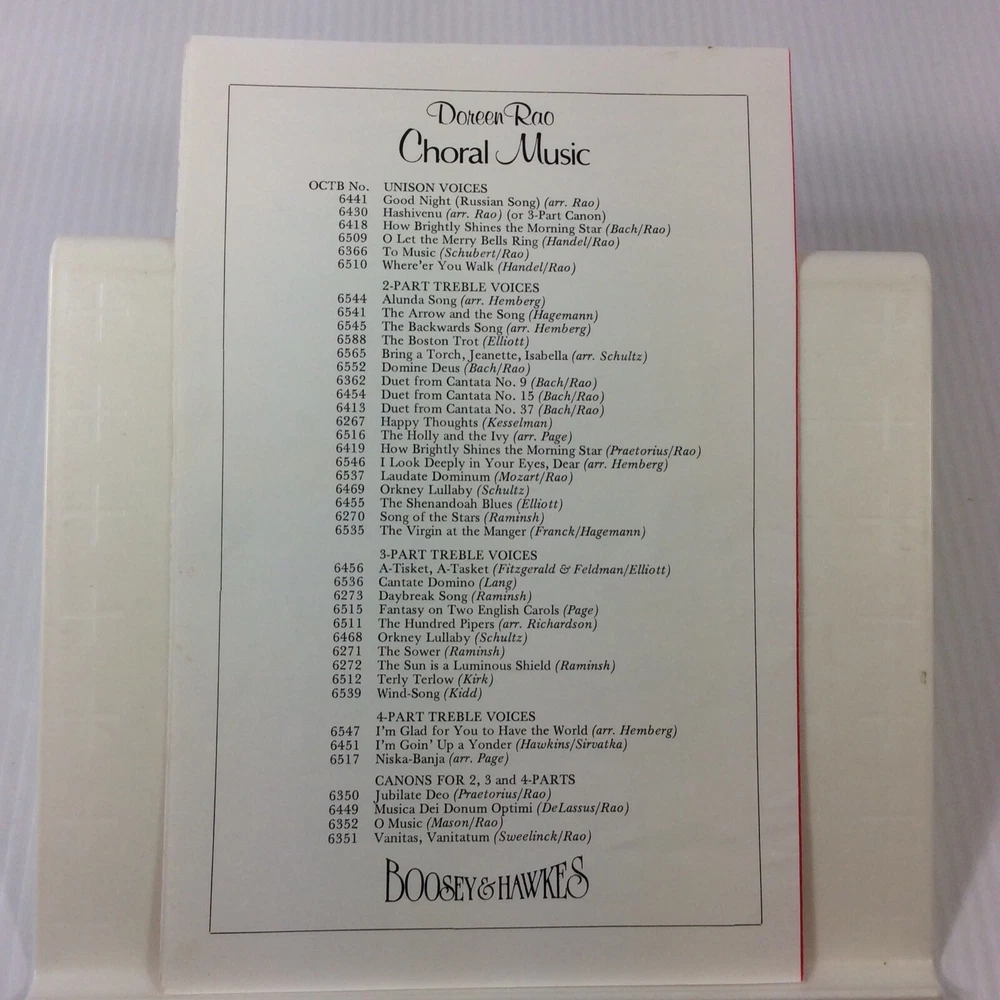 Doreen Rao
Choral Music
OCTB No. UNISON VOICES
6441 Good Night (Russian Song) (arr. Rao)
6430 Hashivenu (arr. Rao) (or 3-Part Canon)
6418 How Brightly Shines the Morning Star (Bach/Rao)
6509 O Let the Merry Bells Ring (Handel/Rao)
6366 To Music (Schubert/Rao)
6510 Where'er You Walk (Handel/Rao)
2-PART TREBLE VOICES
6544 Alunda Song (arr. Hemberg)
6541 The Arrow and the Song (Hagemann)
6545 The Backwards Song (arr. Hemberg)
6588 The Boston Trot (Elliott)
6565 Bring a Torch, Jeanette, Isabella (arr. Schultz)
6552 Domine Deus (Bach/Rao)
6362 Duet from Cantata No. 9 (Bach/Rao)
6454 Duet from Cantata No. 15 (Bach/Rao)
6413 Duet from Cantata No. 37 (Bach/Rao)
6267 Happy Thoughts (Kesselman)
6516 The Holly and the Ivy (arr. Page)
6419 How Brightly Shines the Morning Star (Praetorius/Rao)
6546 I Look Deeply in Your Eyes, Dear (arr. Hemberg)
6537 Laudate Dominum (Mozart/Rao)
6469 Orkney Lullaby (Schultz)
6455 The Shenandoah Blues (Elliott)
6270 Song of the Stars (Raminsh)
6535 The Virgin at the Manger (Franck/Hagemann)
3-PART TREBLE VOICES
6456 A-Tisket, A-Tasket (Fitzgerald & Feldman/Elliott)
6536 Cantate Domino (Lang)
6273 Daybreak Song (Raminsh)
6515 Fantasy on Two English Carols (Page)
6511 The Hundred Pipers (arr. Richardson)
6468 Orkney Lullaby (Schultz)
6271 The Sower (Raminsh)
6272 The Sun is a Luminous Shield (Raminsh)
6512 Terly Terlow (Kirk)
6539 Wind-Song (Kidd)
4-PART TREBLE VOICES
6547 I'm Glad for You to Have the World (arr. Hemberg)
6451 I'm Goin' Up a Yonder (Hawkins/Sirvatka)
6517 Niska-Banja (arr. Page)
CANONS FOR 2, 3 and 4-PARTS
6350 Jubilate Deo (Praetorius/Rao)
6449 Musica Dei Donum Optimi (DeLassus/Rao)
6352 O Music (Mason/Rao)
6351 Vanitas, Vanitatum (Sweelinck/Rao)
BOOSEY & HAWKES